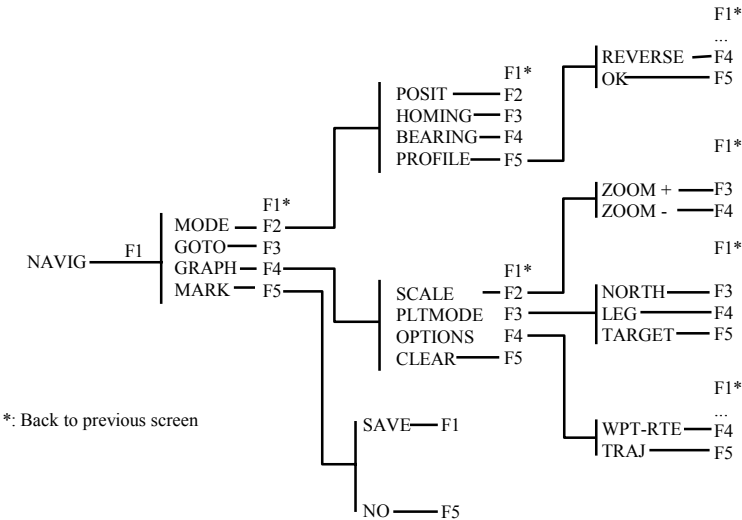 F1*
...
REVERSE F4
OK F5
F1*
POSIT F2
HOMING F3
BEARING F4
PROFILE F5
F1*
ZOOM + F3
ZOOM - F4
F1*
MODE F2
GOTO F3
GRAPH F4
MARK F5
NAVIG F1
F1*
SCALE F2
PLTMODE F3
OPTIONS F4
CLEAR F5
F1*
NORTH F3
LEG F4
TARGET F5
F1*
...
WPT-RTE F4
TRAJ F5
*: Back to previous screen
SAVE F1
NO F5